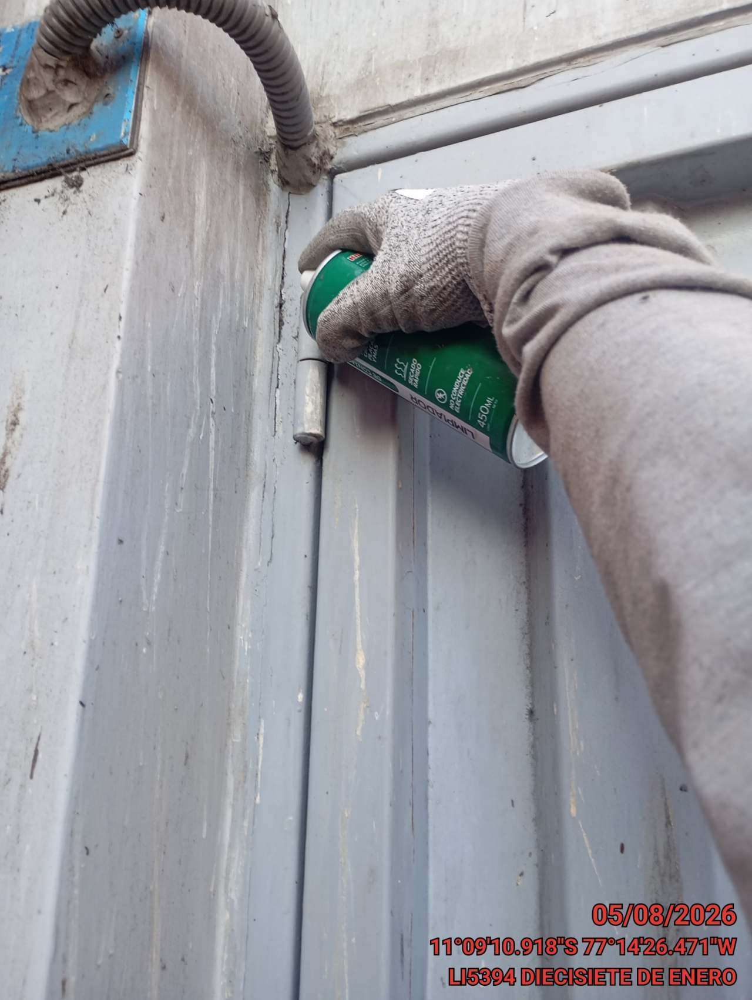 SECADO
RÁPIDO
NO CONDUCE
ELECTRICIDAD
450ML
LIMPIADOR
05/08/2026
11°09'10.918"S 77°14'26.471"W
LI5394 DIECISIETE DE ENERO